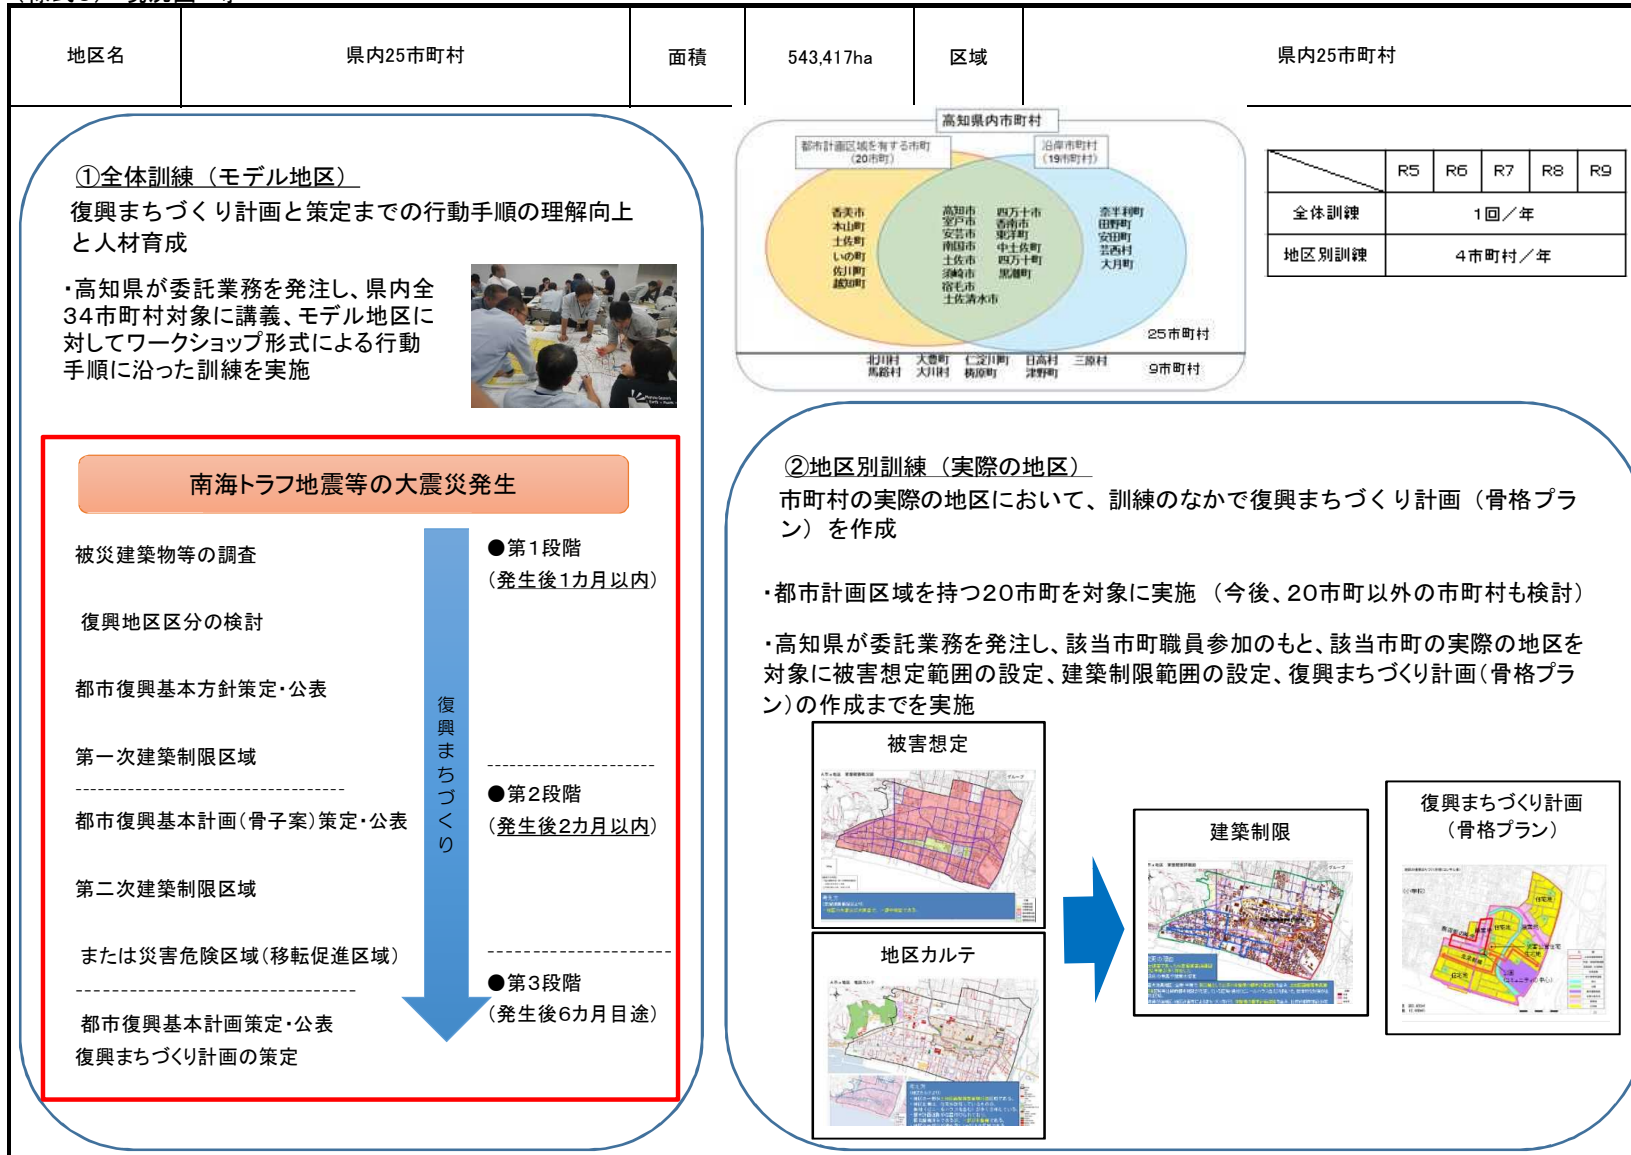 地区名
県内25市町村
面積
543,417ha
区域
県内25市町村
①全体訓練（モデル地区）
復興まちづくり計画と策定までの行動手順の理解向上
と人材育成
・高知県が委託業務を発注し、県内全
34市町村対象に講義、モデル地区に
対してワークショップ形式による行動
手順に沿った訓練を実施
南海トラフ地震等の大震災発生
被災建築物等の調査
復興地区区分の検討
都市復興基本方針策定・公表
第一次建築制限区域
都市復興基本計画（骨子案）策定・公表
第二次建築制限区域
または災害危険区域（移転促進区域）
都市復興基本計画策定・公表
復興まちづくり計画の策定
復興まちづくり
●第1段階
（発生後1カ月以内）
●第2段階
（発生後2カ月以内）
●第3段階
（発生後6カ月目途）
高知県内市町村
都市計画区域を有する市町
（20市町）
沿岸市町村
（19市町村）
香美市
本山町
土佐町
いの町
佐川町
越知町
高知市
室戸市
安芸市
南国市
土佐市
須崎市
宿毛市
土佐清水市
四万十市
香南市
東洋町
中土佐町
四万十町
黒潮町
奈半利町
田野町
安田町
芸西村
大月町
25市町村
北川村 大豊町 仁淀川町 日高村 三原村
馬路村 大川村 梼原町 津野町
9市町村
R5 R6 R7 R8 R9
全体訓練 1回／年
地区別訓練 4市町村／年
②地区別訓練（実際の地区）
市町村の実際の地区において、訓練のなかで復興まちづくり計画（骨格プラ
ン）を作成
・都市計画区域を持つ20市町を対象に実施（今後、20市町以外の市町村も検討）
・高知県が委託業務を発注し、該当市町職員参加のもと、該当市町の実際の地区を
対象に被害想定範囲の設定、建築制限範囲の設定、復興まちづくり計画（骨格プラ
ン）の作成までを実施
被害想定
地区カルテ
建築制限
復興まちづくり計画
（骨格プラン）